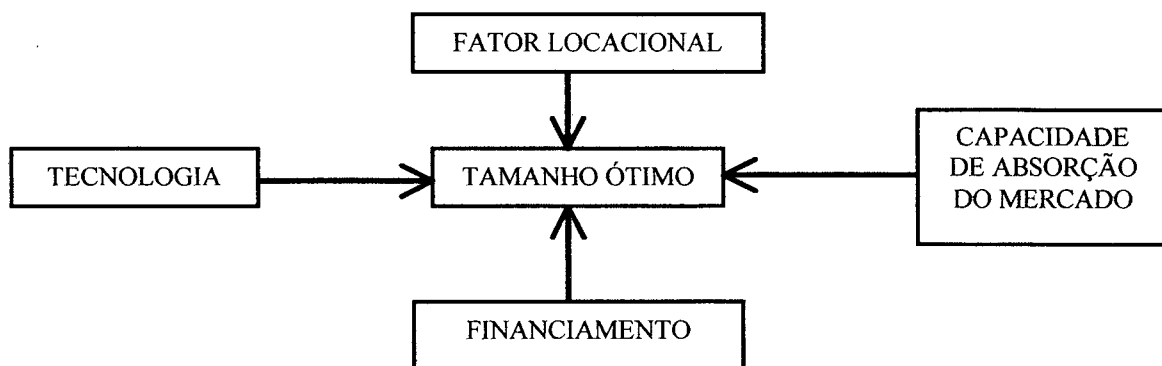 FATOR LOCACIONAL
TECNOLOGIA
TAMANHO ÓTIMO
CAPACIDADE
DE ABSORÇÃO
DO MERCADO
FINANCIAMENTO